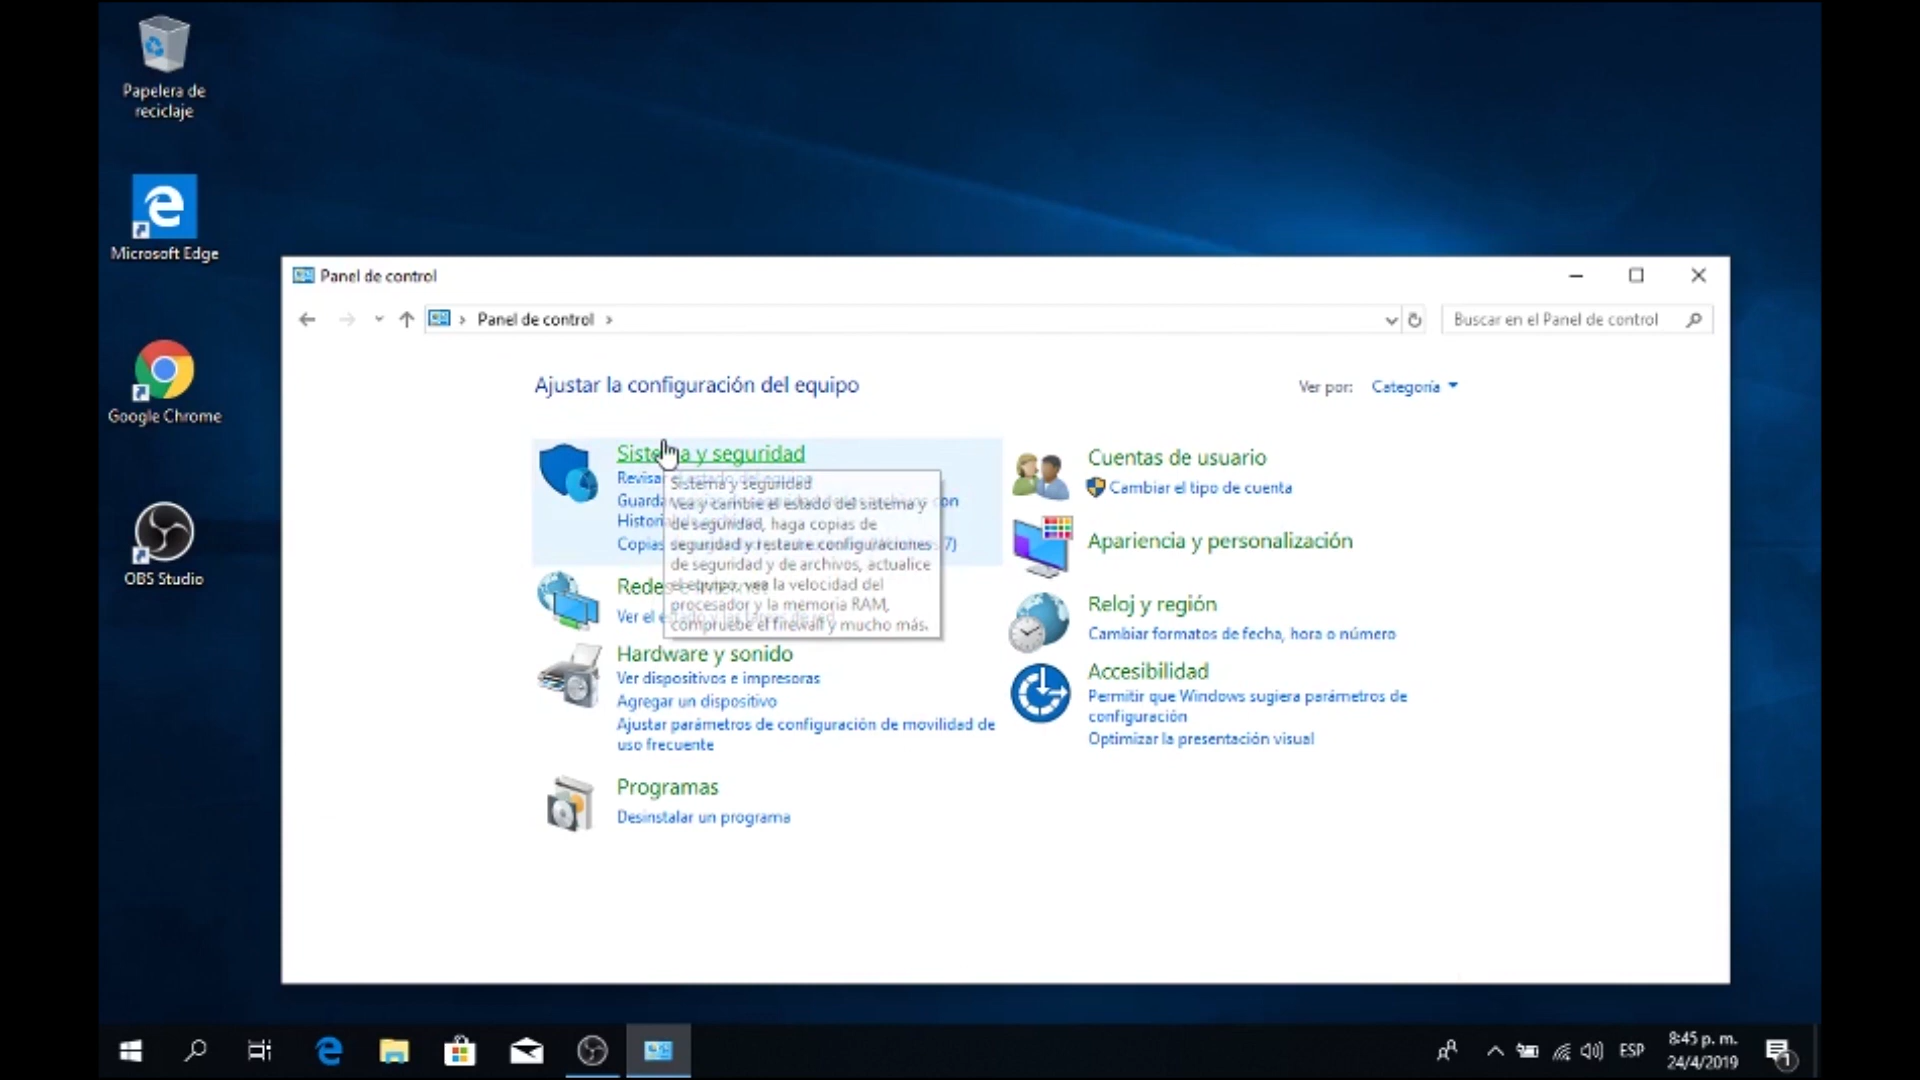 Papelera de
reciclaje
Microsoft Edge
Google Chrome
OBS Studio
Panel de control
Panel de control
Buscar en el Panel de control
Ajustar la configuración del equipo
Ver por: Categoría
Sistema y seguridad
Sistema y seguridad
Vea y cambie el estado del sistema y
de seguridad, haga copias de
seguridad y restaure configuraciones
de seguridad y de archivos, actualice
el equipo, vea la velocidad del
procesador y la memoria RAM,
compruebe el firewall y mucho más.
Hardware y sonido
Ver dispositivos e impresoras
Agregar un dispositivo
Ajustar parámetros de configuración de movilidad de
uso frecuente
Programas
Desinstalar un programa
Cuentas de usuario
Cambiar el tipo de cuenta
Apariencia y personalización
Reloj y región
Cambiar formatos de fecha, hora o número
Accesibilidad
Permitir que Windows sugiera parámetros de
configuración
Optimizar la presentación visual
ESP
8:45 p. m.
24/4/2019
1